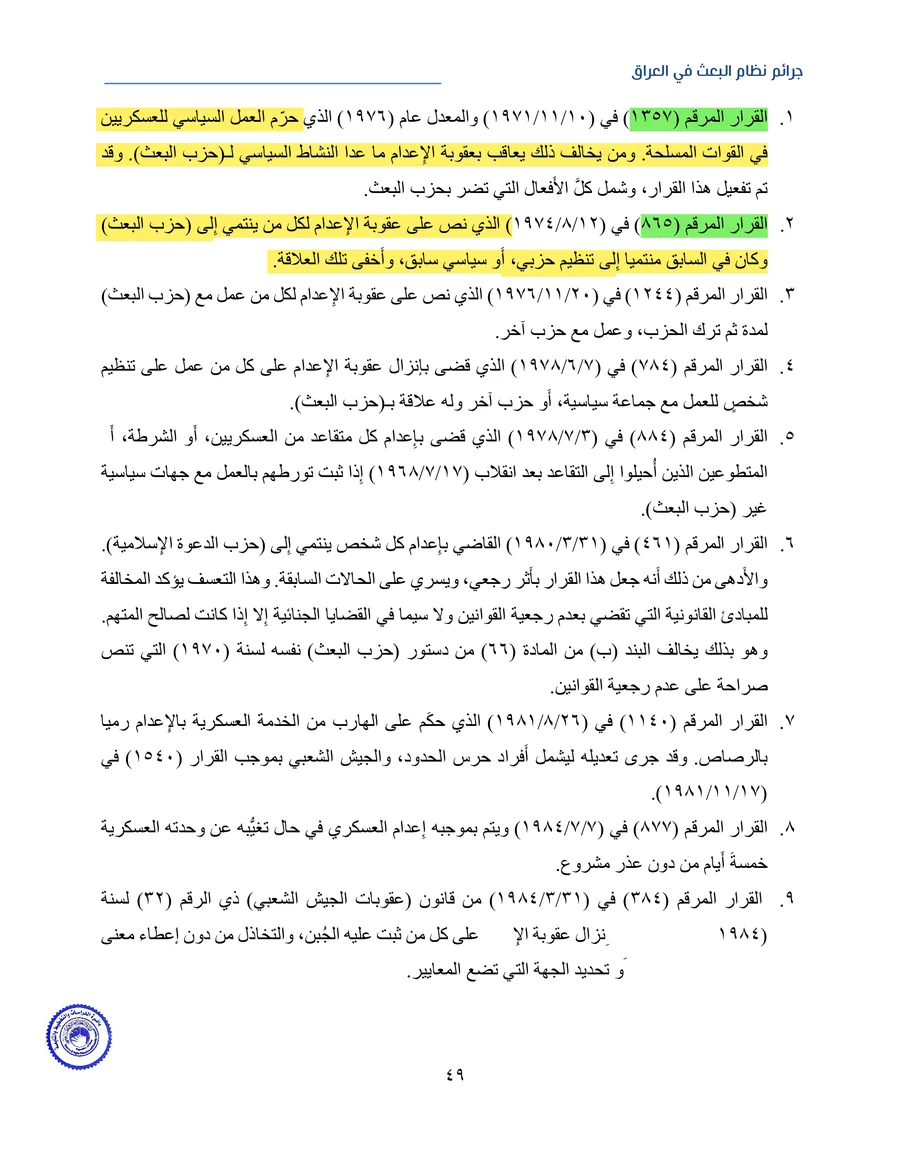 جرائم نظام البعث في العراق
١. القرار المرقم (١٣٥٧) في (١٩٧١/١١/١٠) والمعدل عام (١٩٧٦) الذي حرّم العمل السياسي للعسكريين
في القوات المسلحة. ومن يخالف ذلك يعاقب بعقوبة الإعدام ما عدا النشاط السياسي لـ(حزب البعث). وقد
تم تفعيل هذا القرار، وشمل كلَّ الأفعال التي تضر بحزب البعث.
٢. القرار المرقم (٨٦٥) في (١٩٧٤/٨/١٢) الذي نص على عقوبة الإعدام لكل من ينتمي إلى (حزب البعث)
وكان في السابق منتميا إلى تنظيم حزبي، أو سياسي سابق، وأخفى تلك العلاقة.
٣. القرار المرقم (١٢٤٤) في (١٩٧٦/١١/٢٠) الذي نص على عقوبة الإعدام لكل من عمل مع (حزب البعث)
لمدة ثم ترك الحزب، وعمل مع حزب آخر.
٤. القرار المرقم (٧٨٤) في (١٩٧٨/٦/٧) الذي قضى بإنزال عقوبة الإعدام على كل من عمل على تنظيم
شخصٍ للعمل مع جماعة سياسية، أو حزب آخر وله علاقة بـ(حزب البعث).
٥. القرار المرقم (٨٨٤) في (١٩٧٨/٧/٣) الذي قضى بإعدام كل متقاعد من العسكريين، أو الشرطة، أ
المتطوعين الذين أُحيلوا إلى التقاعد بعد انقلاب (١٩٦٨/٧/١٧) إذا ثبت تورطهم بالعمل مع جهات سياسية
غير (حزب البعث).
٦. القرار المرقم (٤٦١) في (١٩٨٠/٣/٣١) القاضي بإعدام كل شخص ينتمي إلى (حزب الدعوة الإسلامية).
والأدهى من ذلك أنه جعل هذا القرار بأثر رجعي، ويسري على الحالات السابقة. وهذا التعسف يؤكد المخالفة
للمبادئ القانونية التي تقضي بعدم رجعية القوانين ولا سيما في القضايا الجنائية إلا إذا كانت لصالح المتهم.
وهو بذلك يخالف البند (ب) من المادة (٦٦) من دستور (حزب البعث) نفسه لسنة (١٩٧٠) التي تنص
صراحة على عدم رجعية القوانين.
٧. القرار المرقم (١١٤٠) في (١٩٨١/٨/٢٦) الذي حكَم على الهارب من الخدمة العسكرية بالإعدام رميا
بالرصاص. وقد جرى تعديله ليشمل أفراد حرس الحدود، والجيش الشعبي بموجب القرار (١٥٤٠) في
(١٩٨١/١١/١٧).
٨. القرار المرقم (٨٧٧) في (١٩٨٤/٧/٧) ويتم بموجبه إعدام العسكري في حال تغيُّبه عن وحدته العسكرية
خمسةَ أيام من دون عذر مشروع.
٩. القرار المرقم (٣٨٤) في (١٩٨٤/٣/٣١) من قانون (عقوبات الجيش الشعبي) ذي الرقم (٣٢) لسنة
(١٩٨٤ ِنزال عقوبة الإ على كل من ثبت عليه الجُبن، والتخاذل من دون إعطاء معنى
َو تحديد الجهة التي تضع المعايير.
٤٩